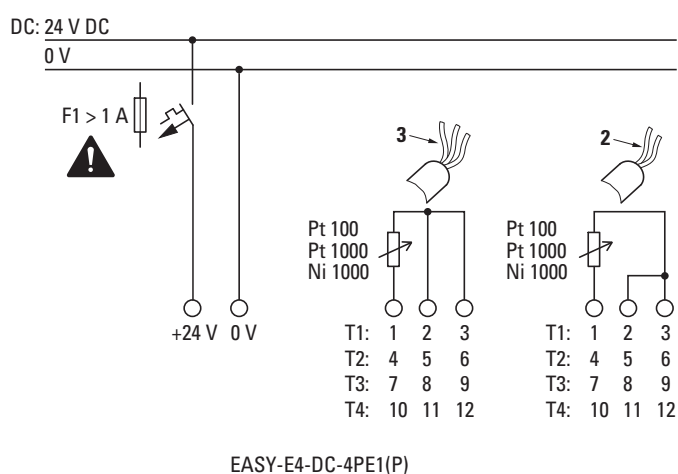 DC: 24 V DC
0 V
F1 > 1 A
3
2
Pt 100
Pt 1000
Ni 1000
Pt 100
Pt 1000
Ni 1000
+24 V 0 V
T1: 1 2 3
T2: 4 5 6
T3: 7 8 9
T4: 10 11 12
T1: 1 2 3
T2: 4 5 6
T3: 7 8 9
T4: 10 11 12
EASY-E4-DC-4PE1(P)